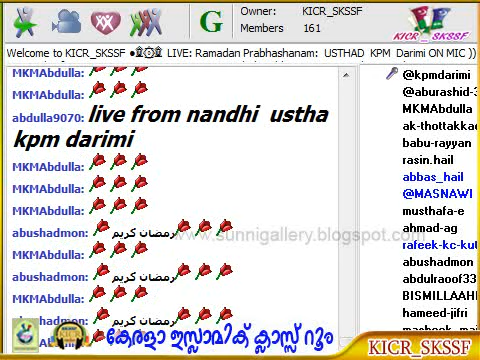 Owner: KICR_SKSSF
Members 161
G
KICR_SKSSF
Welcome to KICR_SKSSF ●۩۞۩ LIVE: Ramadan Prabhashanam: USTHAD KPM Darimi ON MIC ))
MKMAbdulla:
MKMAbdulla:
abdulla9070: live from nandhi ustha
kpm darimi
MKMAbdulla:
MKMAbdulla:
MKMAbdulla:
abushadmon: رمضان كريم
MKMAbdulla:
abushadmon: رمضان كريم
MKMAbdulla:
abushadmon: رمضان كريم
@kpmdarimi
@aburashid-3
MKMAbdulla
ak-thottakkad
babu-rayyan
rasin.hail
abbas_hail
@MASNAWI
musthafa-e
ahmad-ag
rafeek-kc-kut
abushadmon
abdulraoof33
BISMILLAAHI
hameed-jifri
www.sunnigallery.blogspot.com
കേരളാ ഇസ്ലാമിക് ക്ലാസ്സ് റൂം
KICR_SKSSF